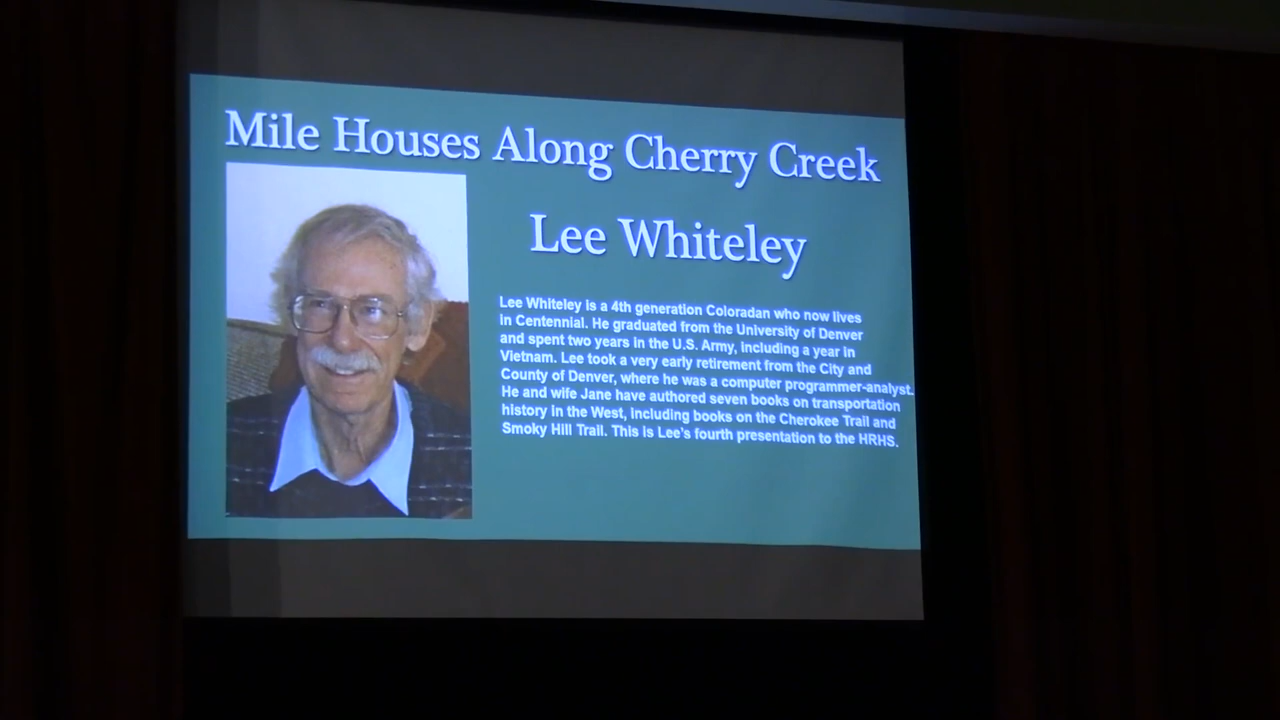 Mile Houses Along Cherry Creek
Lee Whiteley
Lee Whiteley is a 4th generation Coloradan who now lives
in Centennial. He graduated from the University of Denver
and spent two years in the U.S. Army, including a year in
Vietnam. Lee took a very early retirement from the City and
County of Denver, where he was a computer programmer-analyst.
He and wife Jane have authored seven books on transportation
history in the West, including books on the Cherokee Trail and
Smoky Hill Trail. This is Lee's fourth presentation to the HRHS.